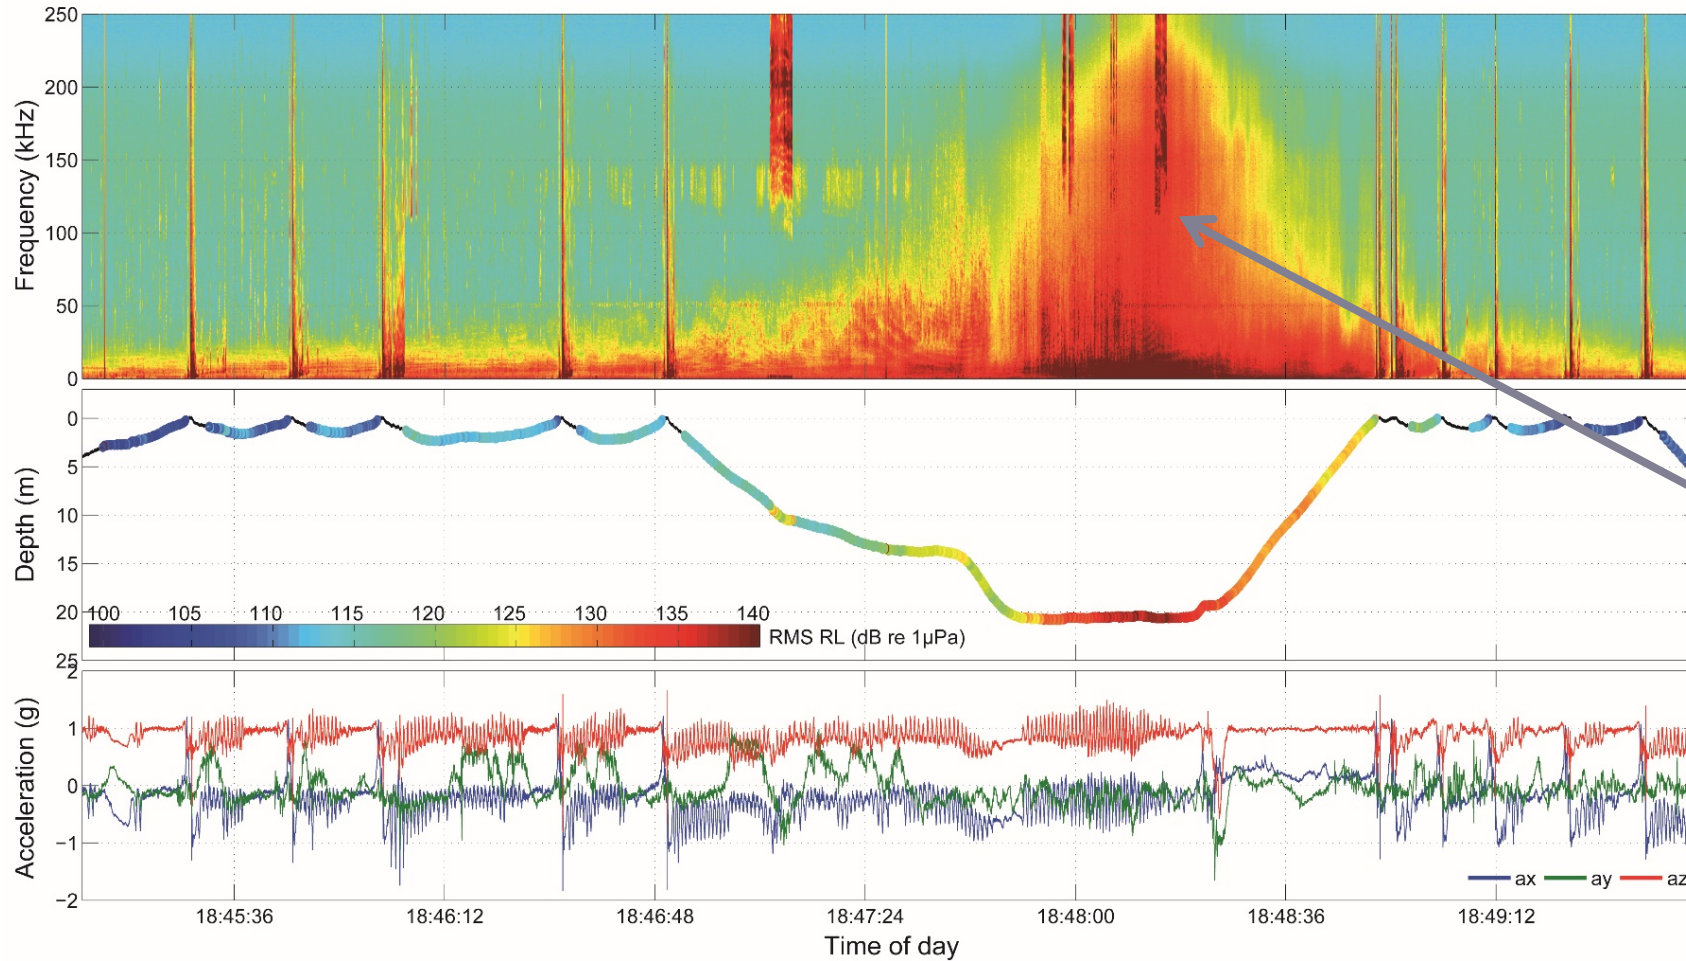 250
200
150
100
50
0
Frequency (kHz)
0
5
10
15
20
25
Depth (m)
100 105 110 115 120 125 130 135 140
RMS RL (dB re 1µPa)
2
1
0
−1
−2
Acceleration (g)
ax ay az
18:45:36 18:46:12 18:46:48 18:47:24 18:48:00 18:48:36 18:49:12
Time of day